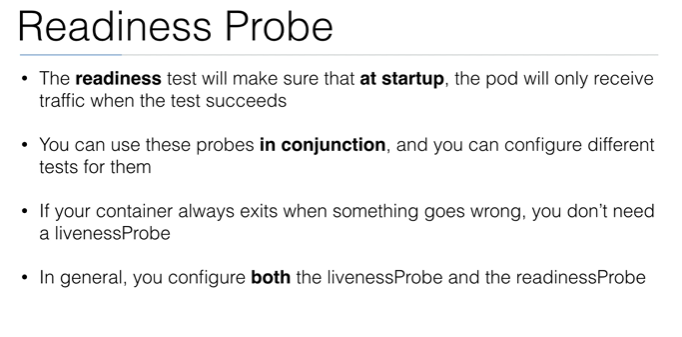 Readiness Probe
• The readiness test will make sure that at startup, the pod will only receive
traffic when the test succeeds
• You can use these probes in conjunction, and you can configure different
tests for them
• If your container always exits when something goes wrong, you don’t need
a livenessProbe
• In general, you configure both the livenessProbe and the readinessProbe